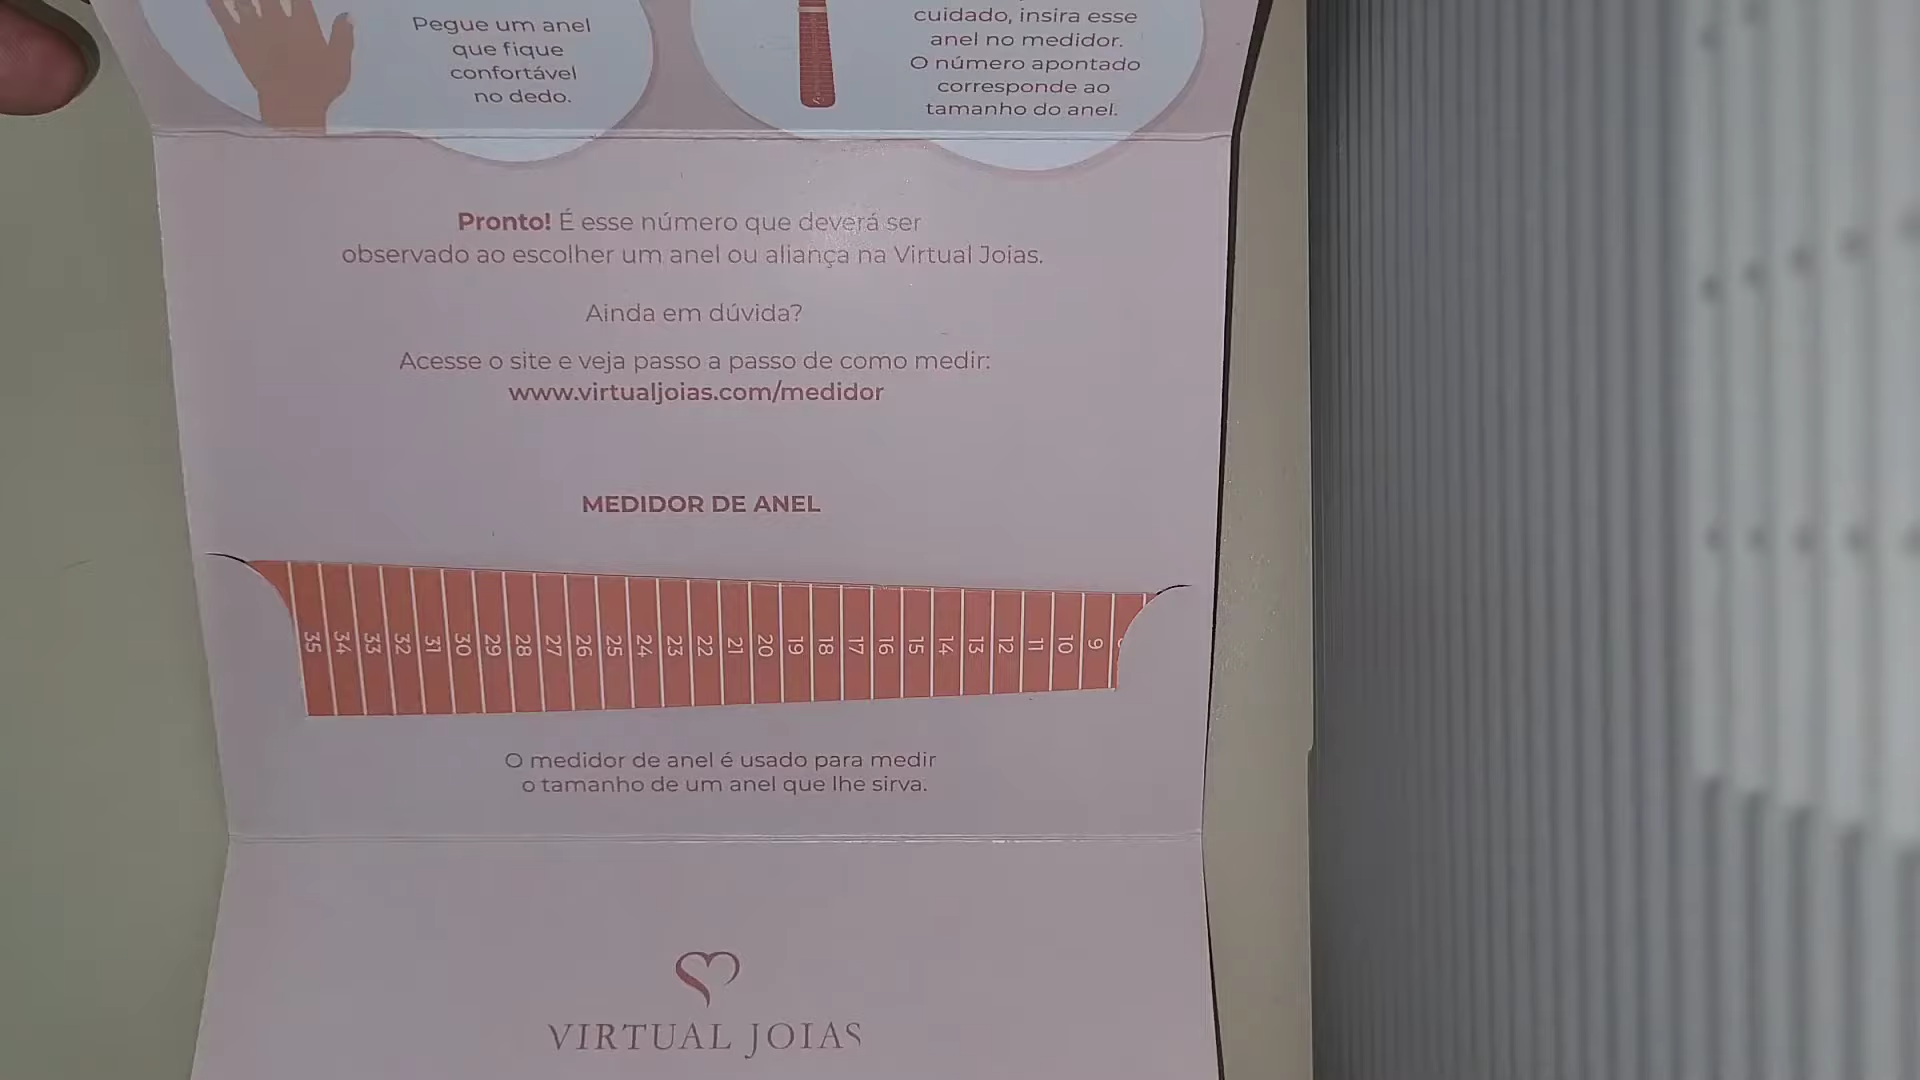 Pegue um anel
que fique
confortável
no dedo.
cuidado, insira esse
anel no medidor.
O número apontado
corresponde ao
tamanho do anel.
Pronto! É esse número que deverá ser
observado ao escolher um anel ou aliança na Virtual Joias.
Ainda em dúvida?
Acesse o site e veja passo a passo de como medir:
www.virtualjoias.com/medidor
MEDIDOR DE ANEL
35 34 33 32 31 30 29 28 27 26 25 24 23 22 21 20 19 18 17 16 15 14 13 12 11 10 9
O medidor de anel é usado para medir
o tamanho de um anel que lhe sirva.
VIRTUAL JOIAS